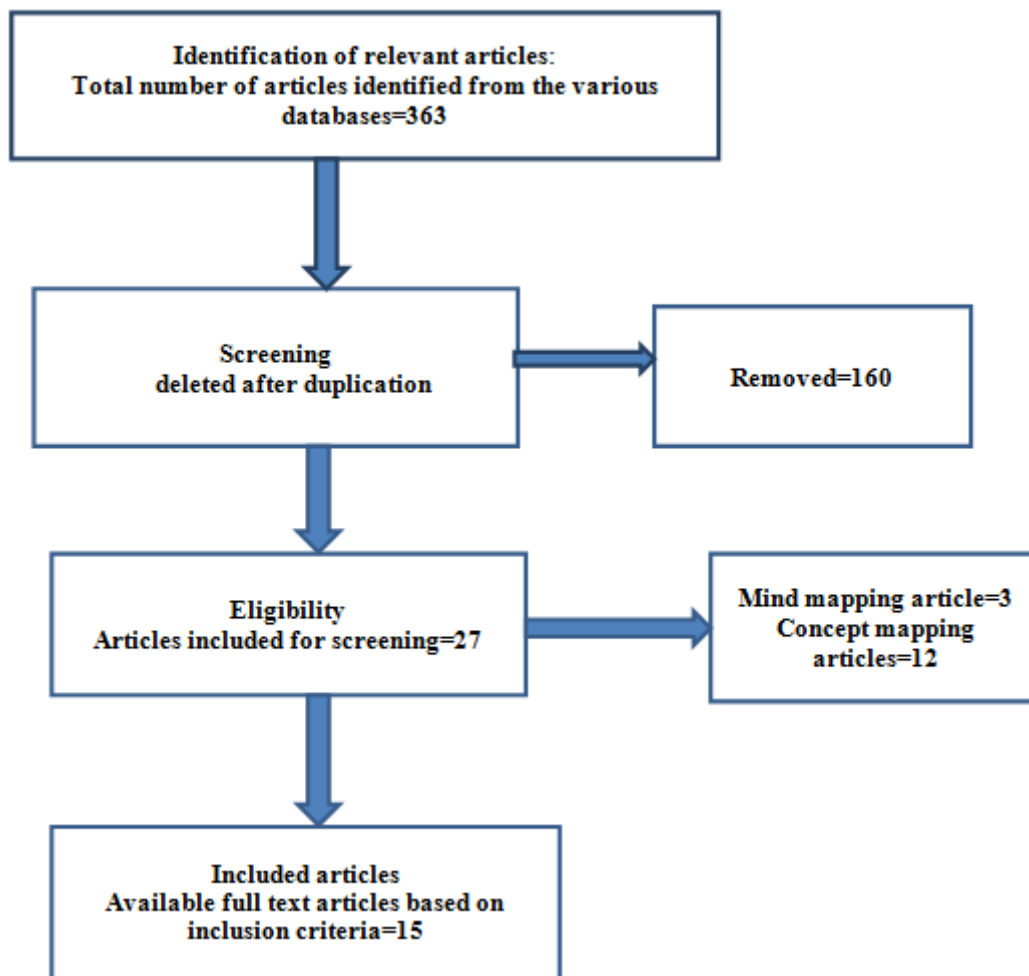 Identification of relevant articles:
Total number of articles identified from the various
databases=363
Screening
deleted after duplication
Removed=160
Eligibility
Articles included for screening=27
Mind mapping article=3
Concept mapping
articles=12
Included articles
Available full text articles based on
inclusion criteria=15